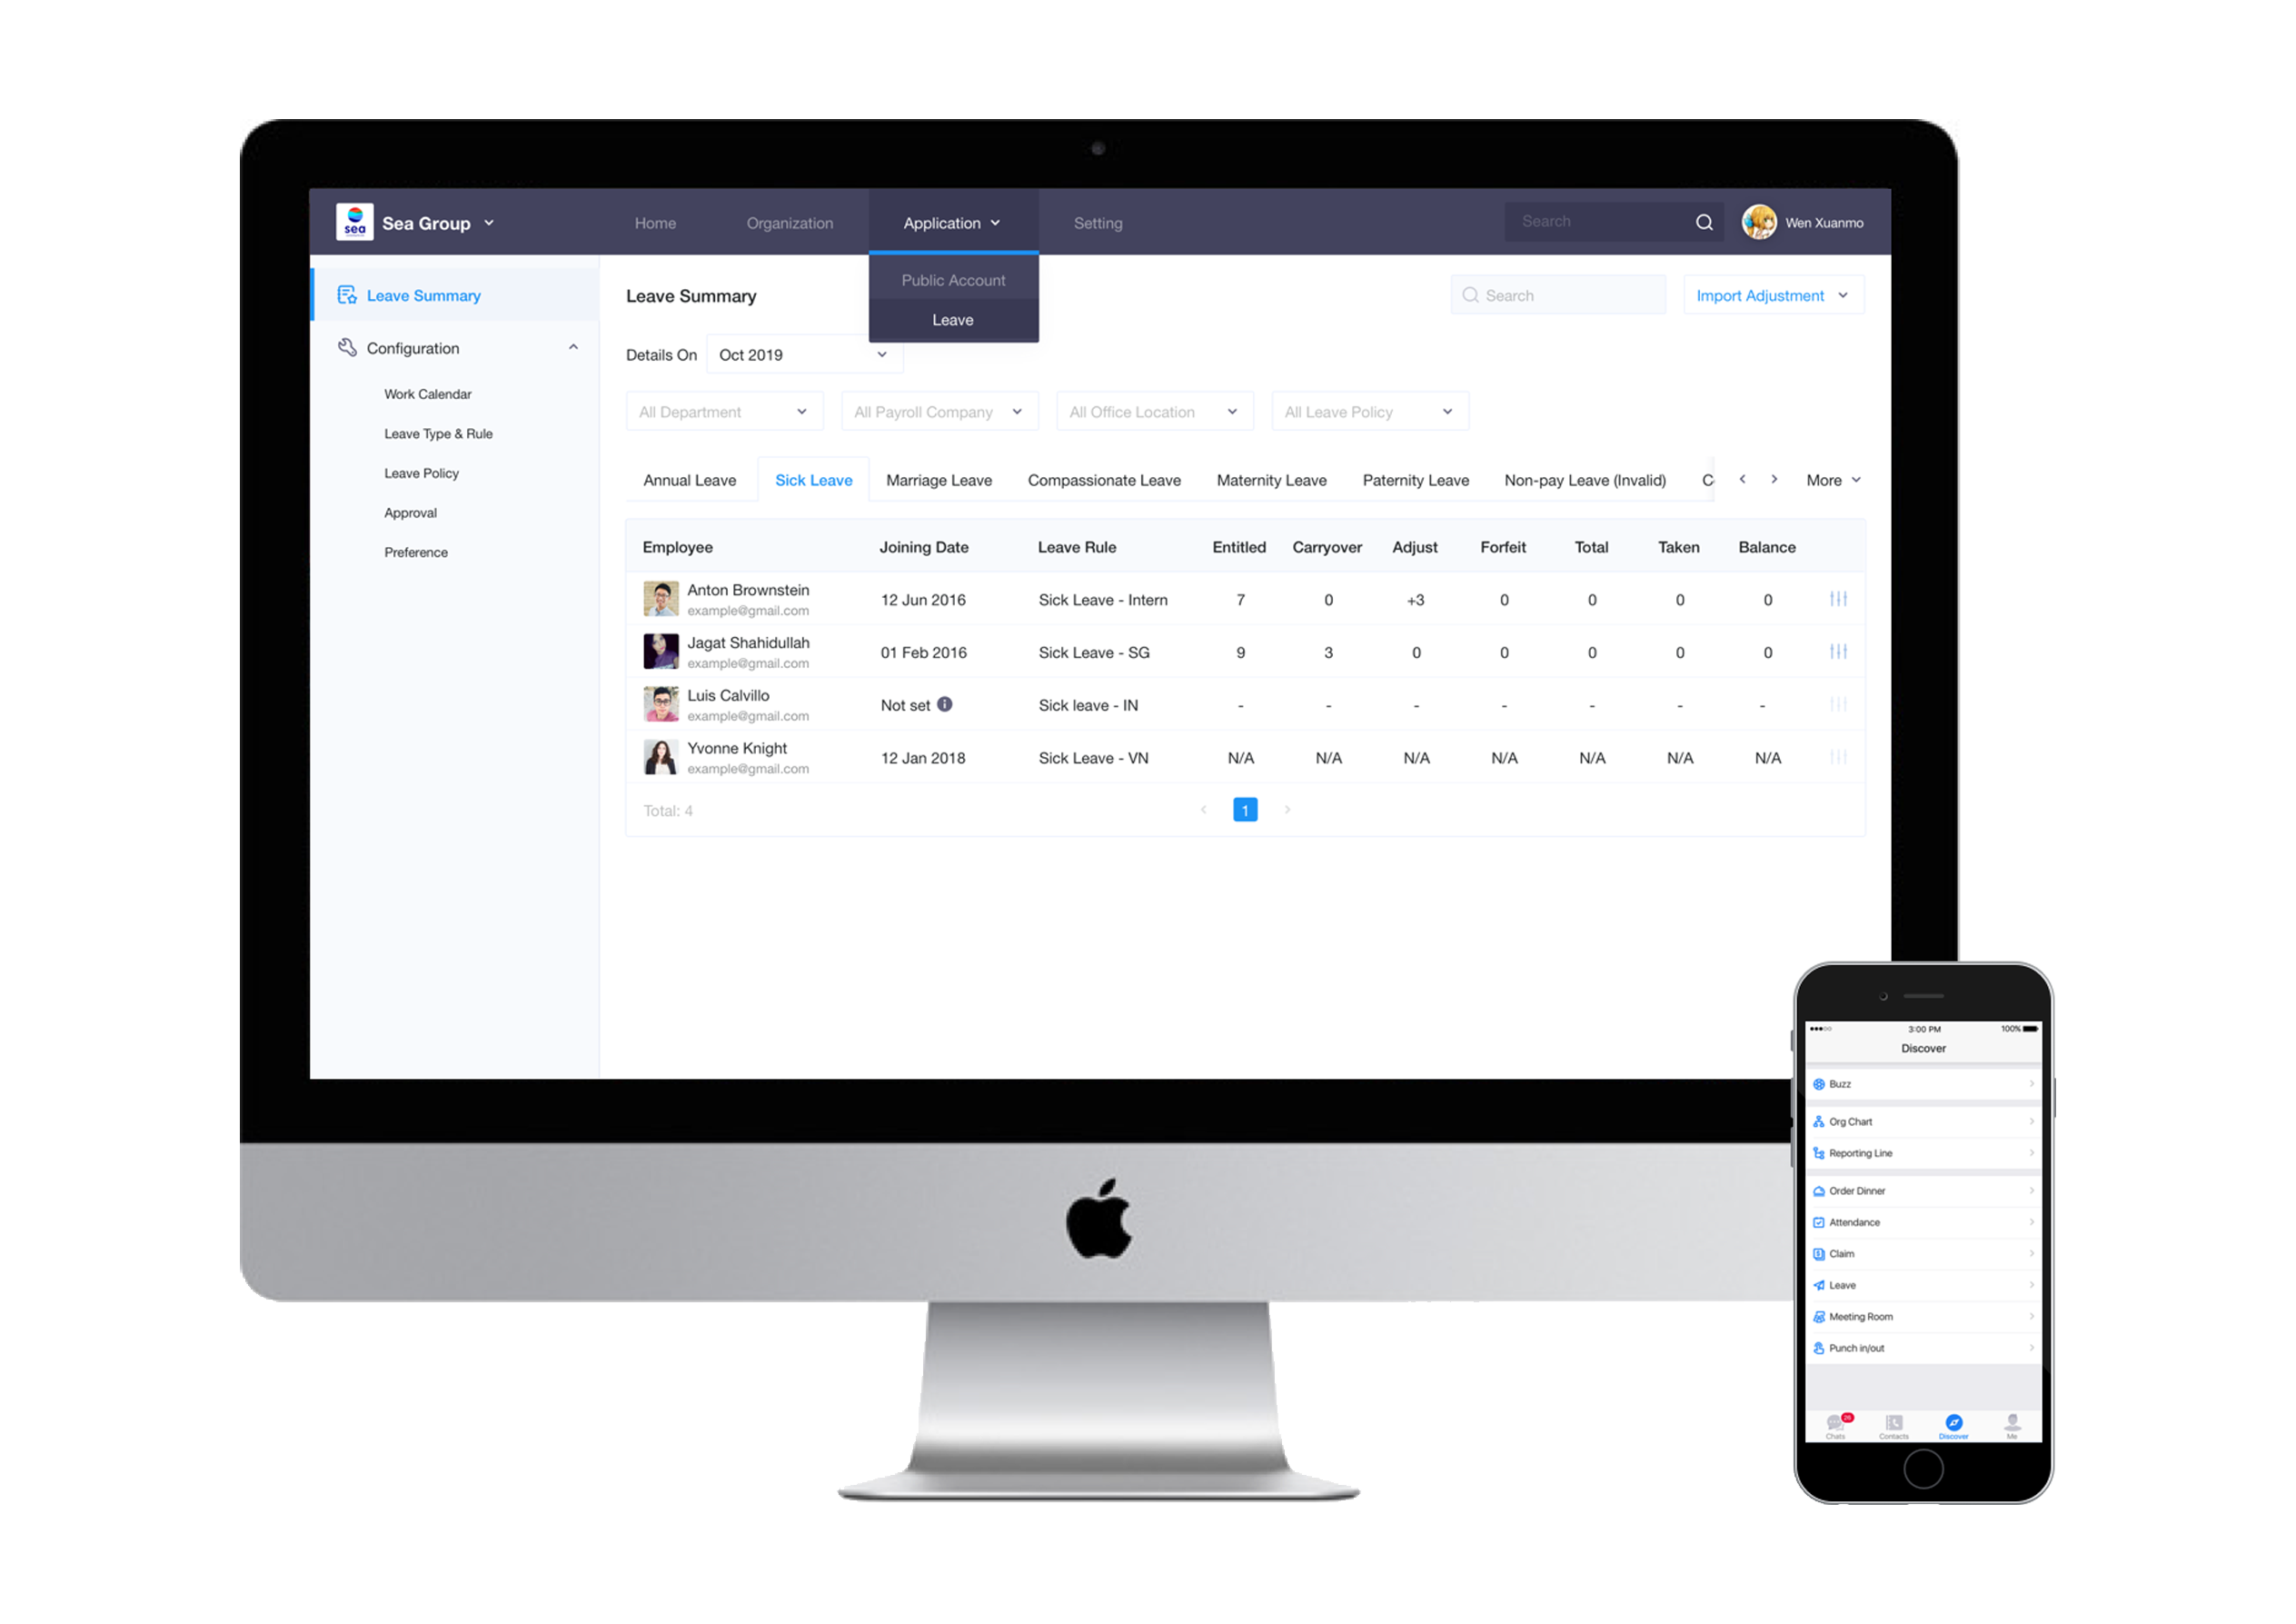 sea
Sea Group
Home
Organization
Application
Setting
Search
Wen Xuanmo
Public Account
Leave
Leave Summary
Configuration
Work Calendar
Leave Type & Rule
Leave Policy
Approval
Preference
Leave Summary
Search
Import Adjustment
Details On
Oct 2019
All Department
All Payroll Company
All Office Location
All Leave Policy
Annual Leave
Sick Leave
Marriage Leave
Compassionate Leave
Maternity Leave
Paternity Leave
Non-pay Leave (Invalid)
More
Employee Joining Date Leave Rule Entitled Carryover Adjust Forfeit Total Taken Balance
Anton Brownstein
example@gmail.com
12 Jun 2016 Sick Leave - Intern 7 0 +3 0 0 0 0
Jagat Shahidullah
example@gmail.com
01 Feb 2016 Sick Leave - SG 9 3 0 0 0 0 0
Luis Calvillo
example@gmail.com
Not set Sick leave - IN - - - - - - -
Yvonne Knight
example@gmail.com
12 Jan 2018 Sick Leave - VN N/A N/A N/A N/A N/A N/A N/A
Total: 4
1
3:00 PM
100%
Discover
Buzz
Org Chart
Reporting Line
Order Dinner
Attendance
Claim
Leave
Meeting Room
Punch in/out
Chats
Contacts
Discover
Me